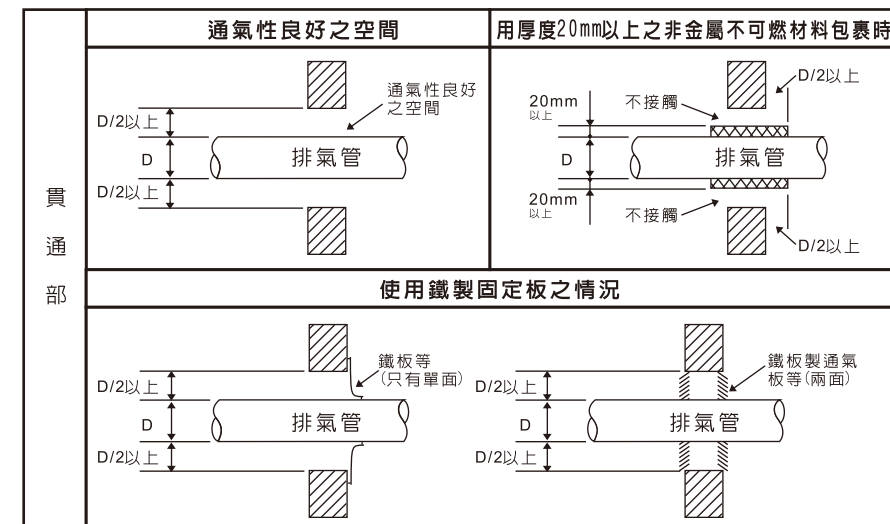 通氣性良好之空間
用厚度20mm以上之非金屬不可燃材料包裹時
貫通部
D/2以上
D
D/2以上
通氣性良好
之空間
排氣管
20mm
以上
D
20mm
以上
不接觸
不接觸
D/2以上
排氣管
D/2以上
使用鐵製固定板之情況
D/2以上
D
D/2以上
鐵板等
(只有單面)
排氣管
D/2以上
D
D/2以上
鐵板製通氣
板等(兩面)
排氣管